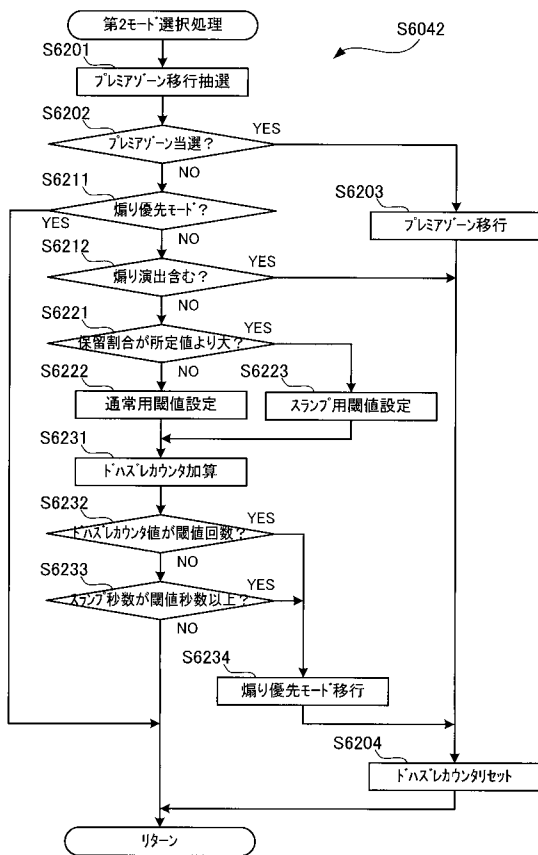 第2モード選択処理
S6042
S6201
プレミアゾーン移行抽選
S6202
プレミアゾーン当選?
YES
NO
S6211
煽り優先モード?
YES
NO
S6203
プレミアゾーン移行
S6212
煽り演出含む?
YES
NO
S6221
保留割合が所定値より大?
YES
NO
S6222
通常用閾値設定
S6223
スランプ用閾値設定
S6231
ドハズレカウンタ加算
S6232
ドハズレカウンタ値が閾値回数?
YES
NO
S6233
スランプ秒数が閾値秒数以上?
YES
NO
S6234
煽り優先モード移行
S6204
ドハズレカウンタリセット
リターン